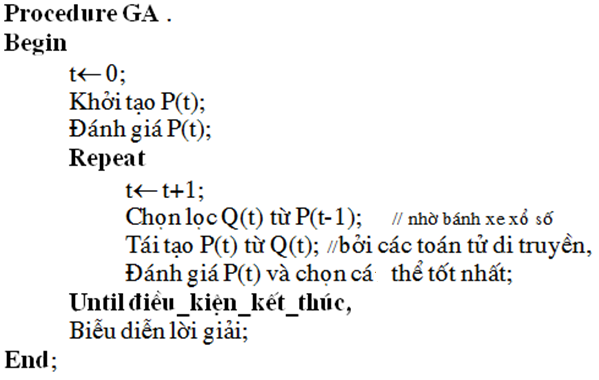 Procedure GA .
Begin
t←0;
Khởi tạo P(t);
Đánh giá P(t);
Repeat
t←t+1;
Chọn lọc Q(t) từ P(t-1); // nhờ bánh xe xổ số
Tái tạo P(t) từ Q(t); //bởi các toán tử di truyền,
Đánh giá P(t) và chọn cá thể tốt nhất;
Until điều_kiện_kết_thúc,
Biễu diễn lời giải;
End;